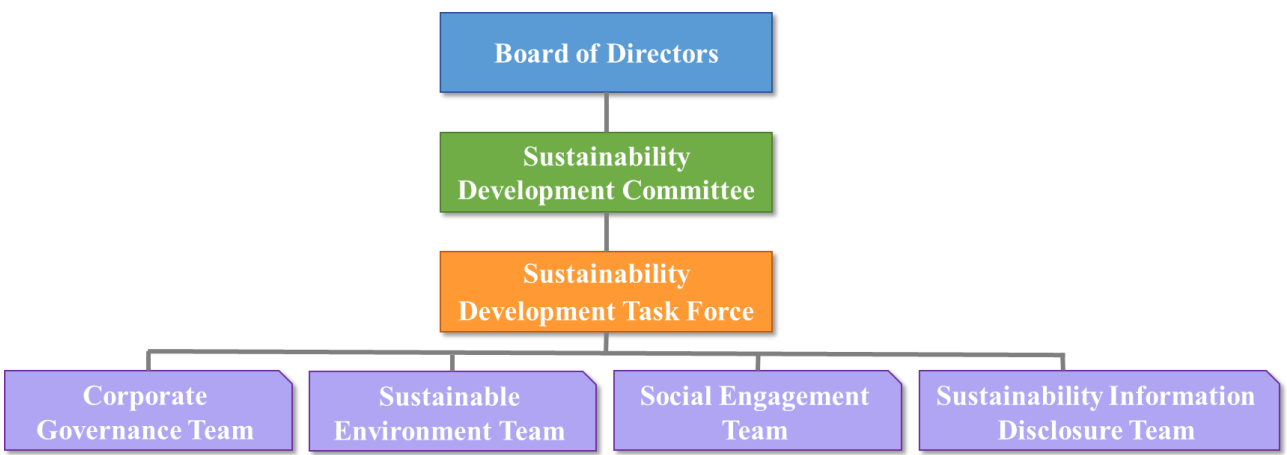 Board of Directors
Sustainability
Development Committee
Sustainability
Development Task Force
Corporate
Governance Team
Sustainable
Environment Team
Social Engagement
Team
Sustainability Information
Disclosure Team